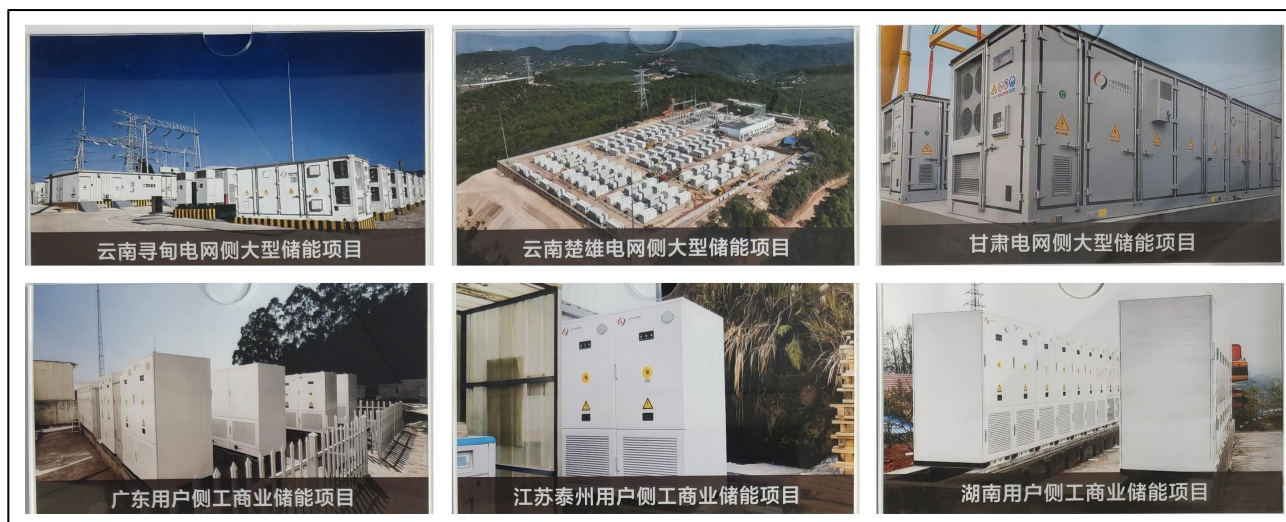 云南寻甸电网侧大型储能项目
云南楚雄电网侧大型储能项目
甘肃电网侧大型储能项目
广东用户侧工商业储能项目
江苏泰州用户侧工商业储能项目
湖南用户侧工商业储能项目